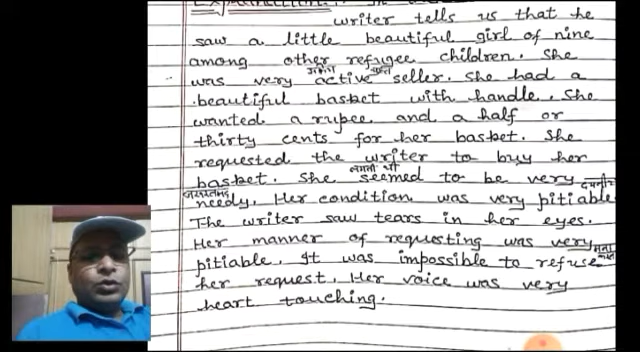 Explanation :-
writer tells us that he
saw a little beautiful girl of nine
among other refugee children. She
was very active seller. She had a
beautiful basket with handle. She
wanted a rupee and a half or
thirty cents for her basket. She
requested the writer to buy her
लगती थी
basket. She seemed to be very
needy. Her condition was very pitiable
The writer saw tears in her eyes.
Her manner of requesting was very
pitiable. It was impossible to refuse
her request. Her voice was very
heart touching.